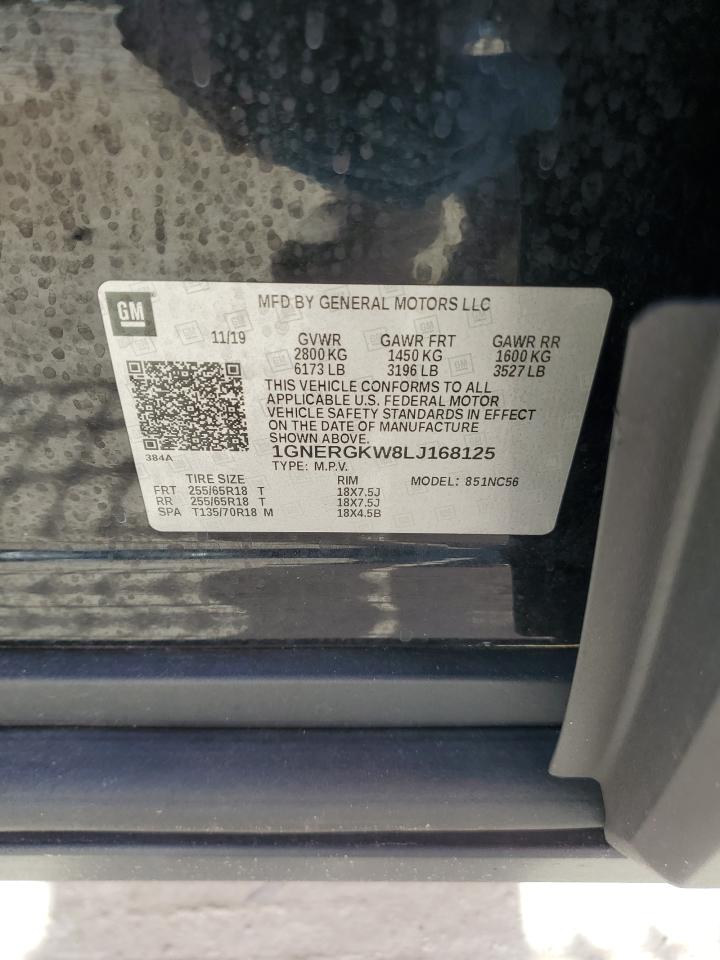 GM
MFD BY GENERAL MOTORS LLC
11/19 GVWR GAWR FRT GAWR RR
2800 KG 1450 KG 1600 KG
6173 LB 3196 LB 3527 LB
THIS VEHICLE CONFORMS TO ALL
APPLICABLE U.S. FEDERAL MOTOR
VEHICLE SAFETY STANDARDS IN EFFECT
ON THE DATE OF MANUFACTURE
SHOWN ABOVE.
384A
1GNERGKW8LJ168125
TYPE: M.P.V.
TIRE SIZE RIM MODEL: 851NC56
FRT 255/65R18 T 18X7.5J
RR 255/65R18 T 18X7.5J
SPA T135/70R18 M 18X4.5B